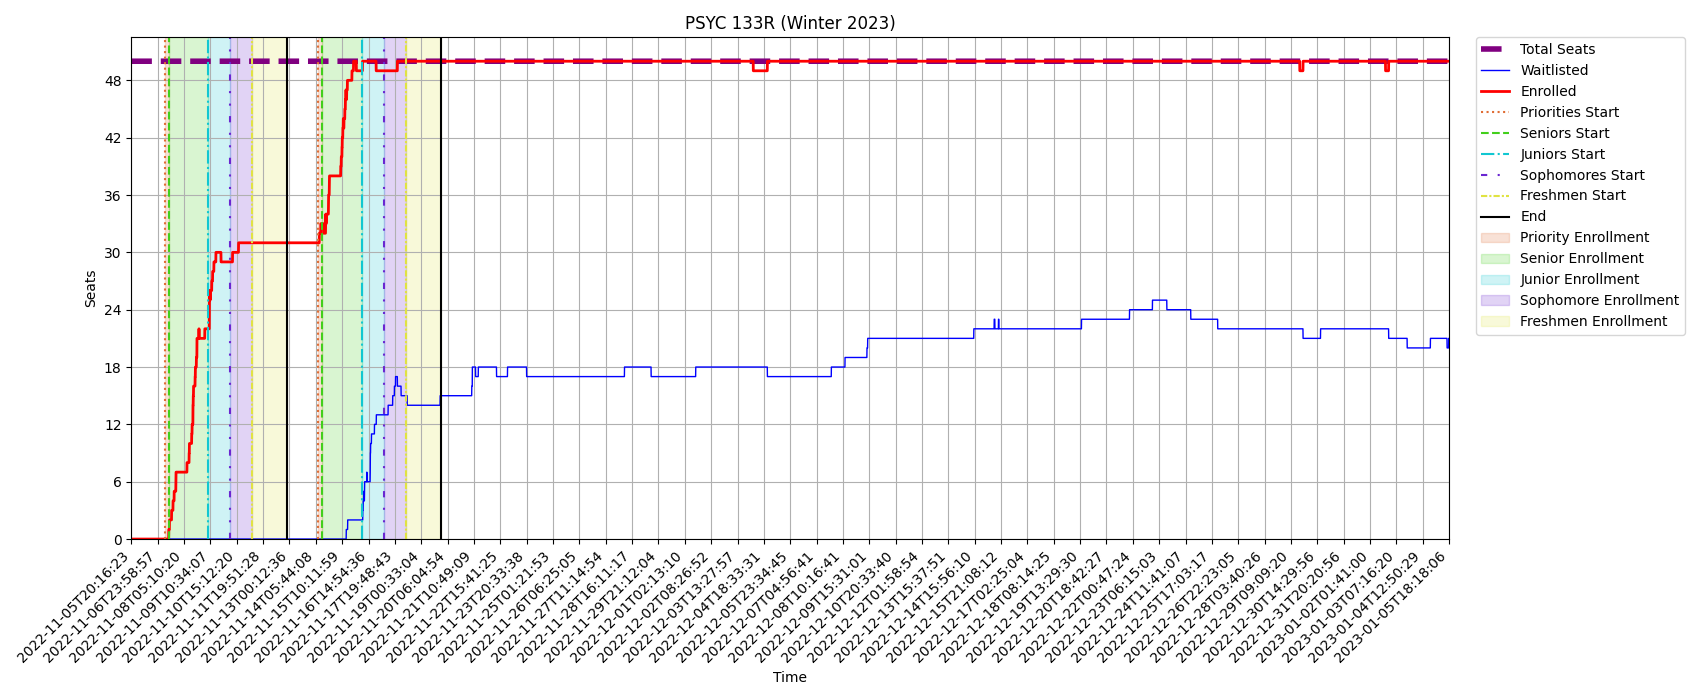 PSYC 133R (Winter 2023)
Total Seats
Waitlisted
Enrolled
Priorities Start
Seniors Start
Juniors Start
Sophomores Start
Freshmen Start
End
Priority Enrollment
Senior Enrollment
Junior Enrollment
Sophomore Enrollment
Freshmen Enrollment
Seats
48
42
36
30
24
18
12
6
0
2022-11-05T20:16:23
2022-11-06T23:58:57
2022-11-08T05:10:20
2022-11-09T10:34:07
2022-11-10T15:12:20
2022-11-11T19:51:28
2022-11-13T00:12:36
2022-11-14T05:44:08
2022-11-15T10:11:59
2022-11-16T14:54:36
2022-11-17T19:48:43
2022-11-19T00:33:04
2022-11-20T06:04:54
2022-11-21T10:49:09
2022-11-22T15:41:25
2022-11-23T20:33:38
2022-11-25T01:21:53
2022-11-26T06:25:05
2022-11-27T11:14:54
2022-11-28T16:11:17
2022-11-29T21:12:04
2022-12-01T02:13:10
2022-12-02T08:26:52
2022-12-03T13:27:57
2022-12-04T18:33:31
2022-12-05T23:34:45
2022-12-07T04:56:41
2022-12-08T10:16:41
2022-12-09T15:31:01
2022-12-10T20:33:40
2022-12-12T01:58:54
2022-12-13T15:37:51
2022-12-14T15:56:10
2022-12-15T21:08:12
2022-12-17T02:25:04
2022-12-18T08:14:25
2022-12-19T13:29:30
2022-12-20T18:42:27
2022-12-22T00:47:24
2022-12-23T06:15:03
2022-12-24T11:41:07
2022-12-25T17:03:17
2022-12-26T22:23:05
2022-12-28T03:40:26
2022-12-29T09:09:20
2022-12-30T14:29:56
2022-12-31T20:20:56
2023-01-02T01:41:00
2023-01-03T07:16:20
2023-01-04T12:50:29
2023-01-05T18:18:06
Time